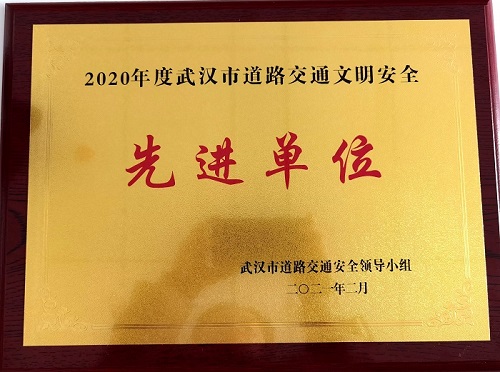 2020年度武汉市道路交通文明安全
先进单位
武汉市道路交通安全领导小组
二〇二一年二月